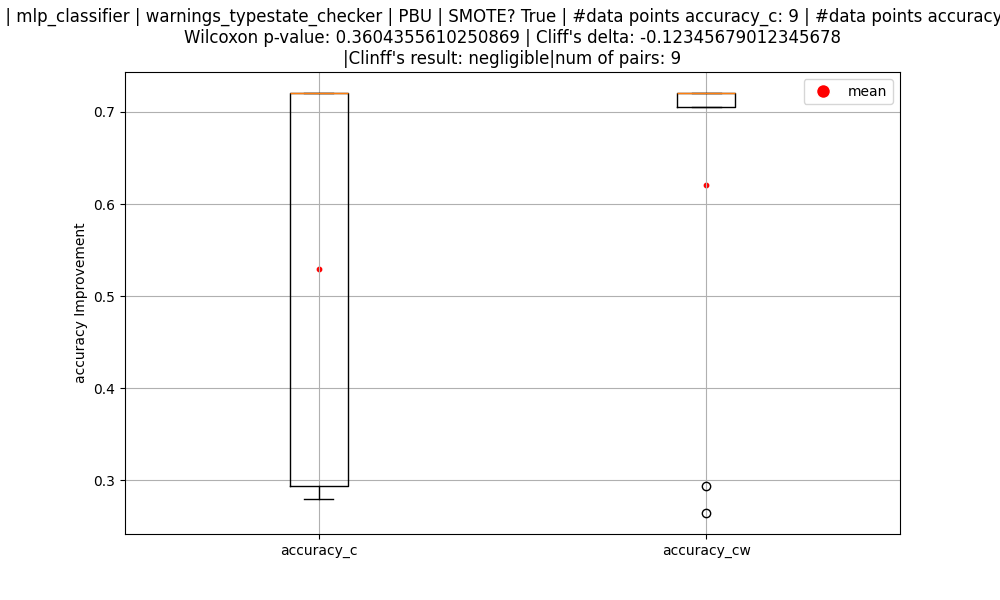 | mlp_classifier | warnings_typestate_checker | PBU | SMOTE? True | #data points accuracy_c: 9 | #data points accuracy
Wilcoxon p-value: 0.3604355610250869 | Cliff's delta: -0.12345679012345678
|Clinff's result: negligible|num of pairs: 9
mean
0.7
0.6
0.5
0.4
0.3
accuracy Improvement
accuracy_c
accuracy_cw